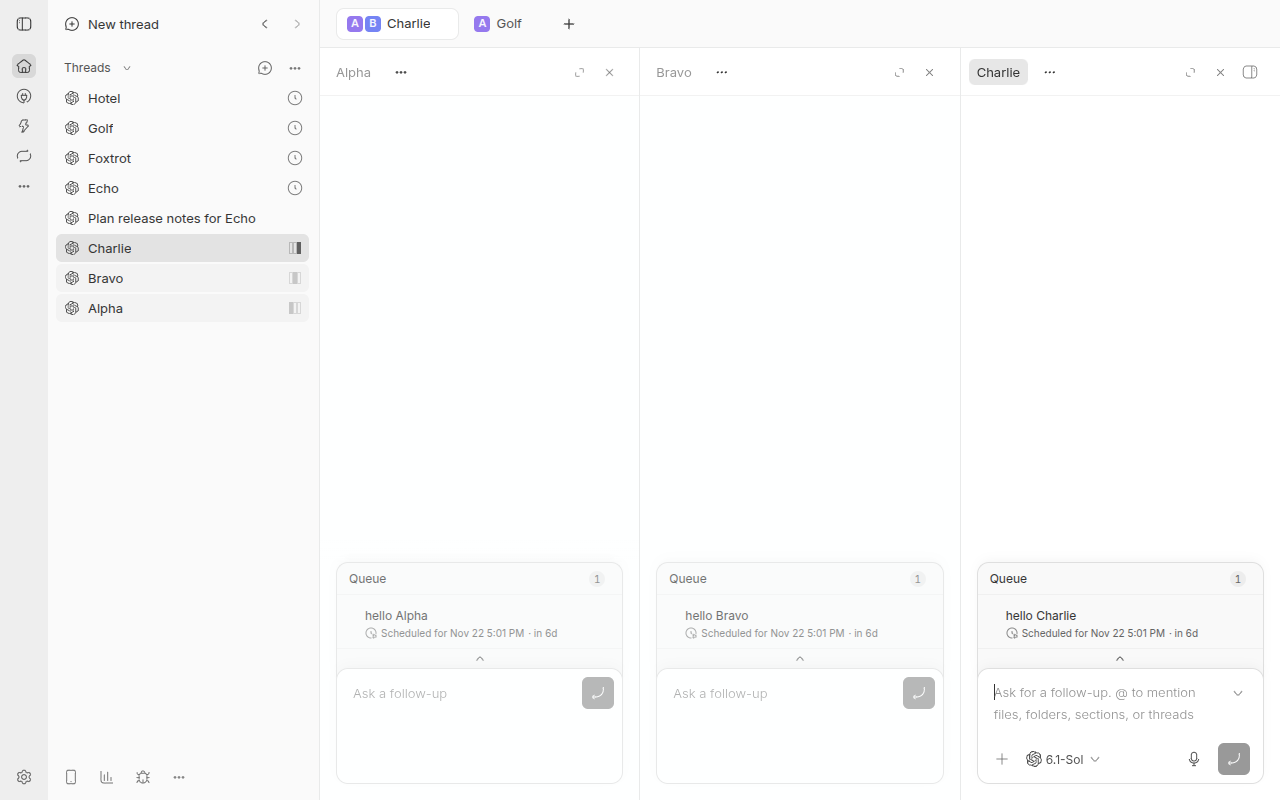 New thread
Threads
Hotel
Golf
Foxtrot
Echo
Plan release notes for Echo
Charlie
Bravo
Alpha
A B Charlie
A Golf
Alpha
Queue 1
hello Alpha
Scheduled for Nov 22 5:01 PM · in 6d
Ask a follow-up
Bravo
Queue 1
hello Bravo
Scheduled for Nov 22 5:01 PM · in 6d
Ask a follow-up
Charlie
Queue 1
hello Charlie
Scheduled for Nov 22 5:01 PM · in 6d
Ask for a follow-up. @ to mention
files, folders, sections, or threads
6.1-Sol